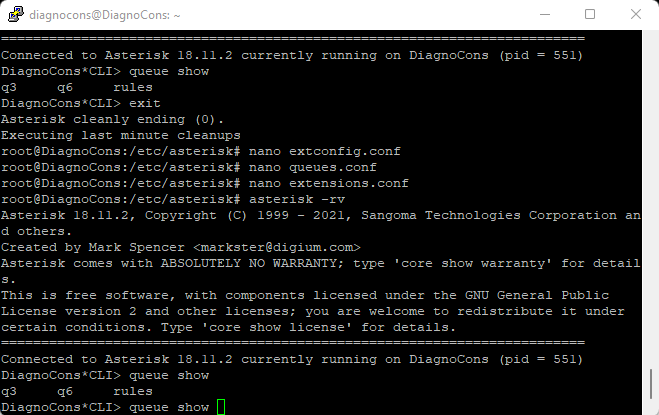 diagnocons@DiagnoCons: ~
=========================================================================
Connected to Asterisk 18.11.2 currently running on DiagnoCons (pid = 551)
DiagnoCons*CLI> queue show
q3     q6     rules
DiagnoCons*CLI> exit
Asterisk cleanly ending (0).
Executing last minute cleanups
root@DiagnoCons:/etc/asterisk# nano extconfig.conf
root@DiagnoCons:/etc/asterisk# nano queues.conf
root@DiagnoCons:/etc/asterisk# nano extensions.conf
root@DiagnoCons:/etc/asterisk# asterisk -rv
Asterisk 18.11.2, Copyright (C) 1999 - 2021, Sangoma Technologies Corporation an
d others.
Created by Mark Spencer <markster@digium.com>
Asterisk comes with ABSOLUTELY NO WARRANTY; type 'core show warranty' for detail
s.
This is free software, with components licensed under the GNU General Public
License version 2 and other licenses; you are welcome to redistribute it under
certain conditions. Type 'core show license' for details.
=========================================================================
Connected to Asterisk 18.11.2 currently running on DiagnoCons (pid = 551)
DiagnoCons*CLI> queue show
q3     q6     rules
DiagnoCons*CLI> queue show